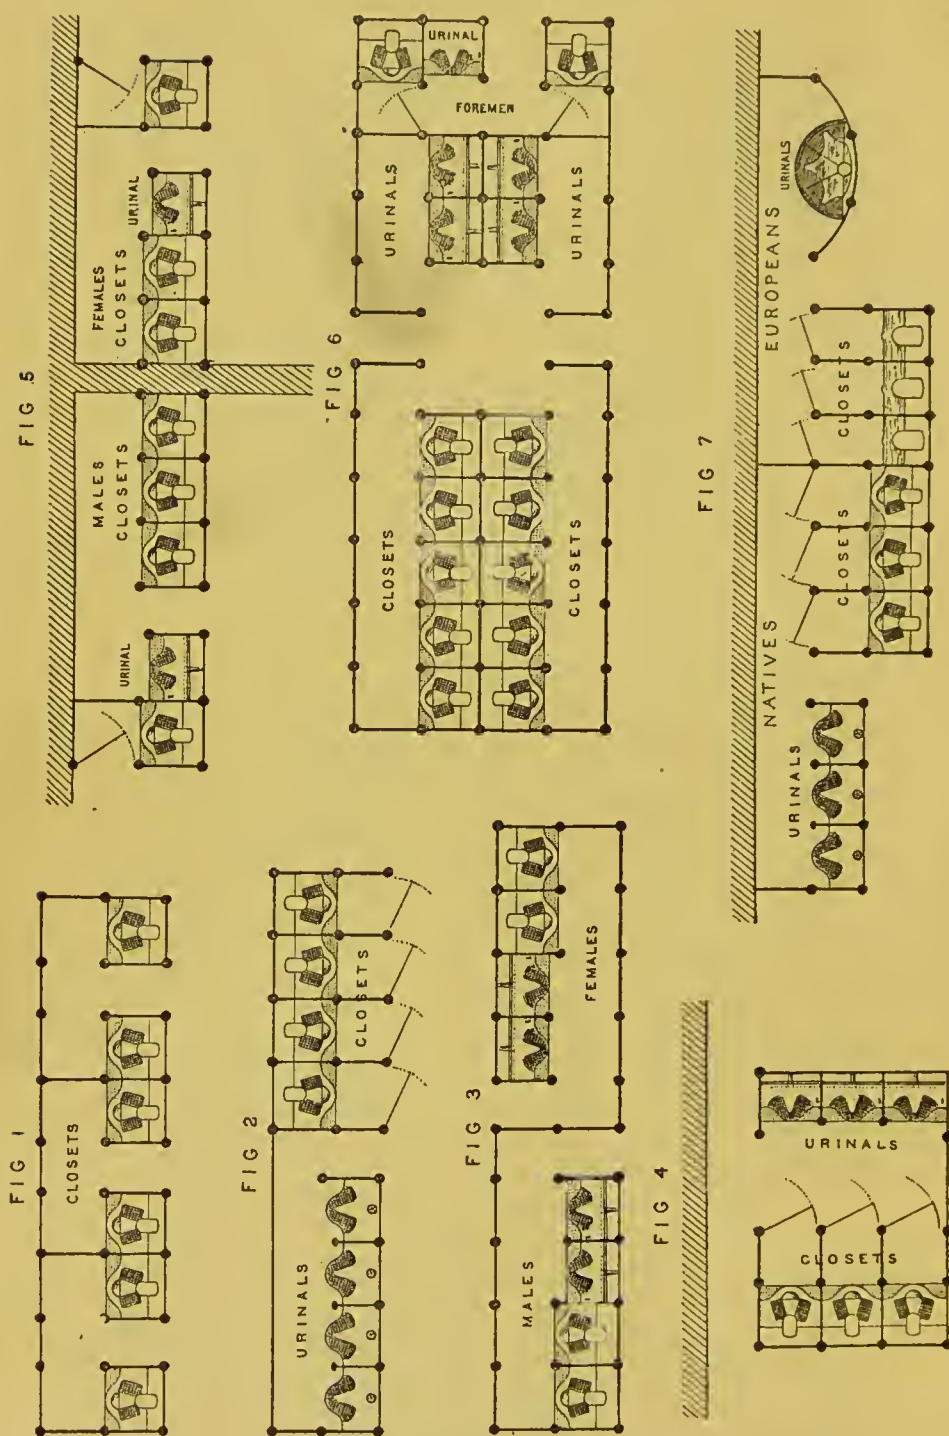 FIG 1
CLOSETS
FIG 2
URINALS
CLOSETS
FIG 3
MALES
FEMALES
FIG 4
CLOSETS
URINALS
FIG 5
URINAL
MALES
CLOSETS
FEMALES
CLOSETS
URINAL
FIG 6
CLOSETS
CLOSETS
URINALS
URINALS
FOREMEN
URINAL
FIG 7
NATIVES
EUROPEANS
URINALS
CLOSETS
CLOSETS
URINALS